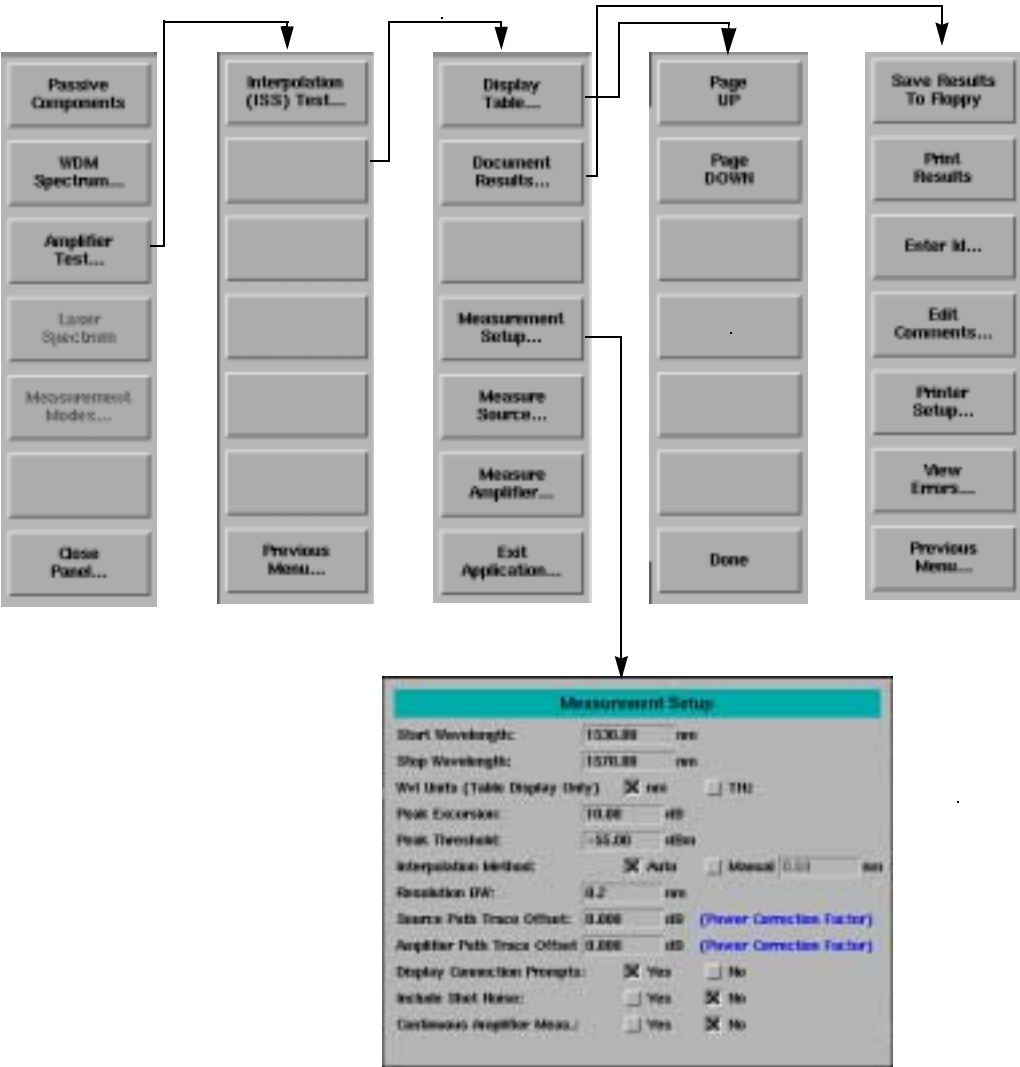 Passive
Components
WDM
Spectrum...
Amplifier
Test...
Laser
Spectrum
Measurement
Modes...
Close
Panel...
Interpolation
(ISS) Test....
Previous
Menu...
Display
Table....
Document
Results...
Measurement
Setup...
Measure
Source...
Measure
Amplifier....
Exit
Application....
Page
UP
Page
DOWN
Done
Save Results
To Floppy
Print
Results
Enter Id...
Edit
Comments...
Printer
Setup...
View
Errors....
Previous
Menu...
Measurement Setup
Start Wavelength: 1530.00 nm
Stop Wavelength: 1570.00 nm
Wvl Units (Table Display Only) nm THz
Peak Excursion: 10.00 dB
Peak Threshold: -55.00 dBm
Interpolation Method: Auto Manual nm
Resolution BW: 0.2 nm
Source Path Trace Offset: 0.000 dB (Power Correction Factor)
Amplifier Path Trace Offset 0.000 dB (Power Correction Factor)
Display Connection Prompts: Yes No
Include Shot Noise: Yes No
Continuous Amplifier Meas.: Yes No